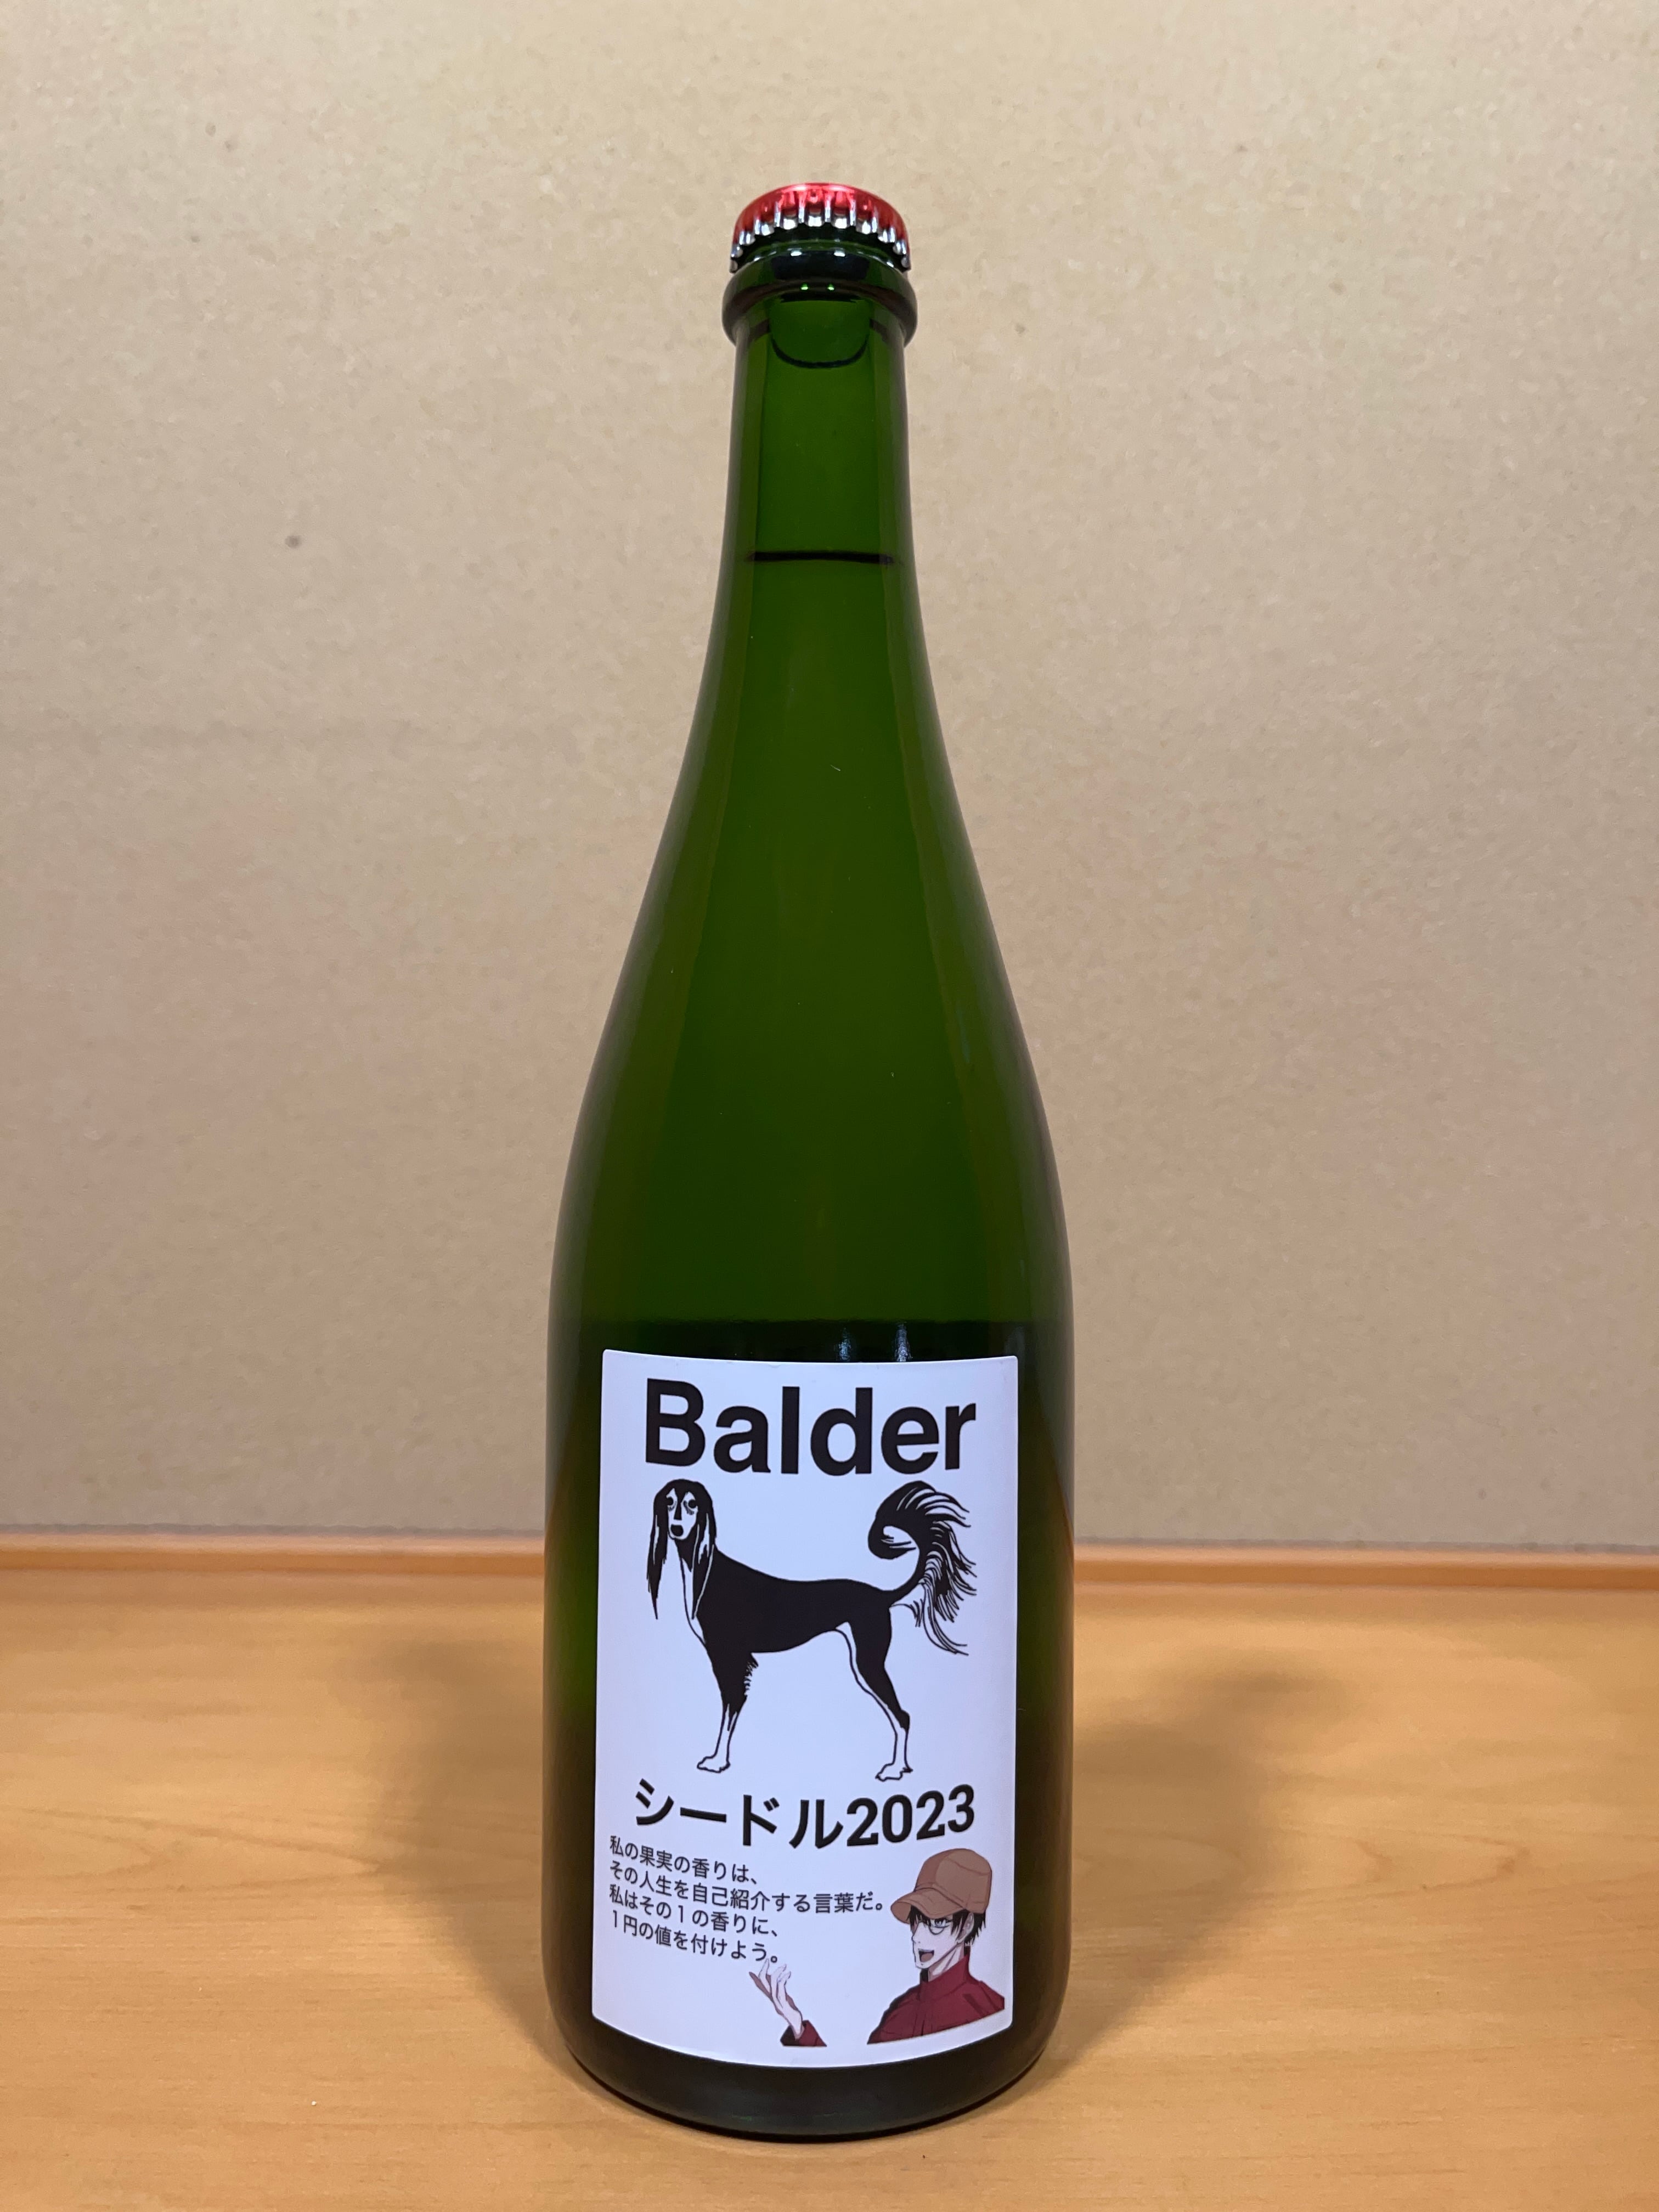 Balder
シードル2023
私の果実の香りは、
その人生を自己紹介する言葉だ。
私はその1の香りに、
1円の値を付けよう。